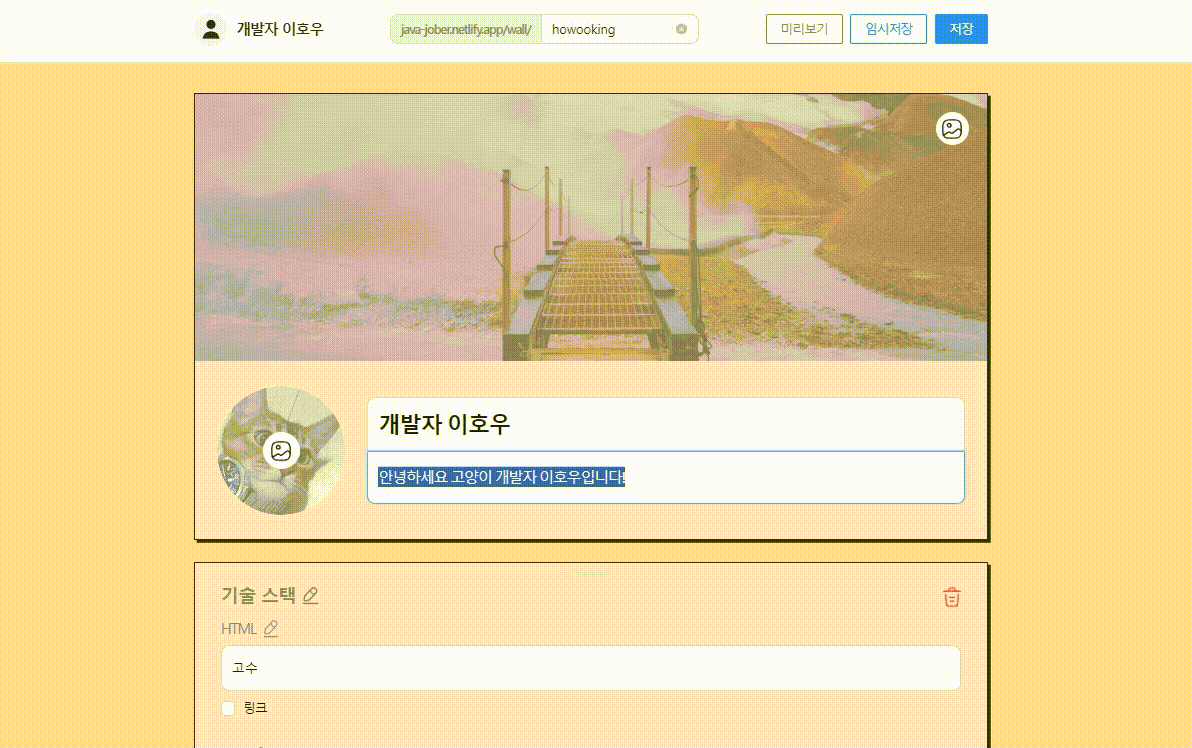 개발자 이호우
java-jober.netlify.app/wall/ howooking
미리보기 임시저장 저장
개발자 이호우
안녕하세요 고양이 개발자 이호우입니다!
기술 스택
HTML
고수
링크